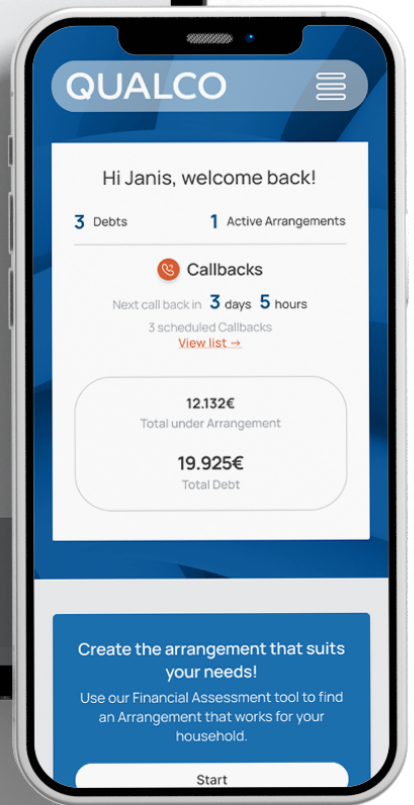 QUALCO
Hi Janis, welcome back!
3 Debts
1 Active Arrangements
Callbacks
Next call back in 3 days 5 hours
3 scheduled Callbacks
View list →
12.132€
Total under Arrangement
19.925€
Total Debt
Create the arrangement that suits
your needs!
Use our Financial Assessment tool to find
an Arrangement that works for your
household.
Start